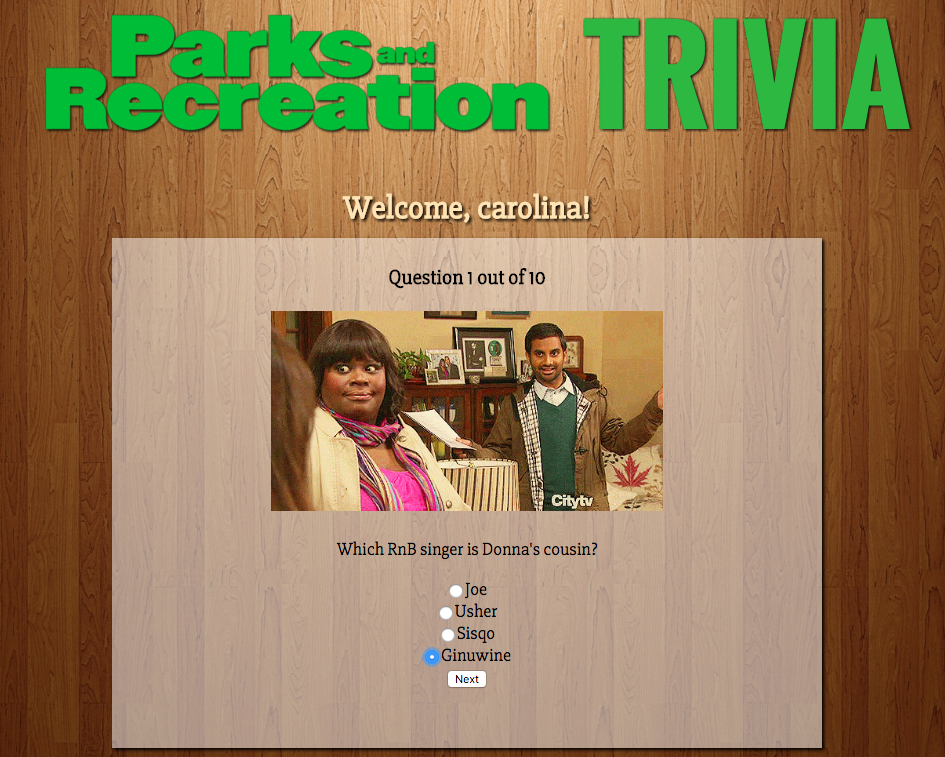 Parks and
Recreation TRIVIA
Welcome, carolina!
Question 1 out of 10
Citytv
Which RnB singer is Donna's cousin?
Joe
Usher
Sisqo
Ginuwine
Next